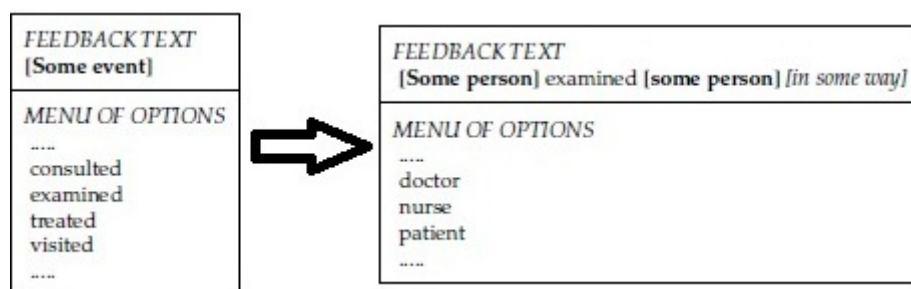 FEEDBACK TEXT
[Some event]
MENU OF OPTIONS
.....
consulted
examined
treated
visited
.....
FEEDBACK TEXT
[Some person] examined [some person] [in some way]
MENU OF OPTIONS
.....
doctor
nurse
patient
.....